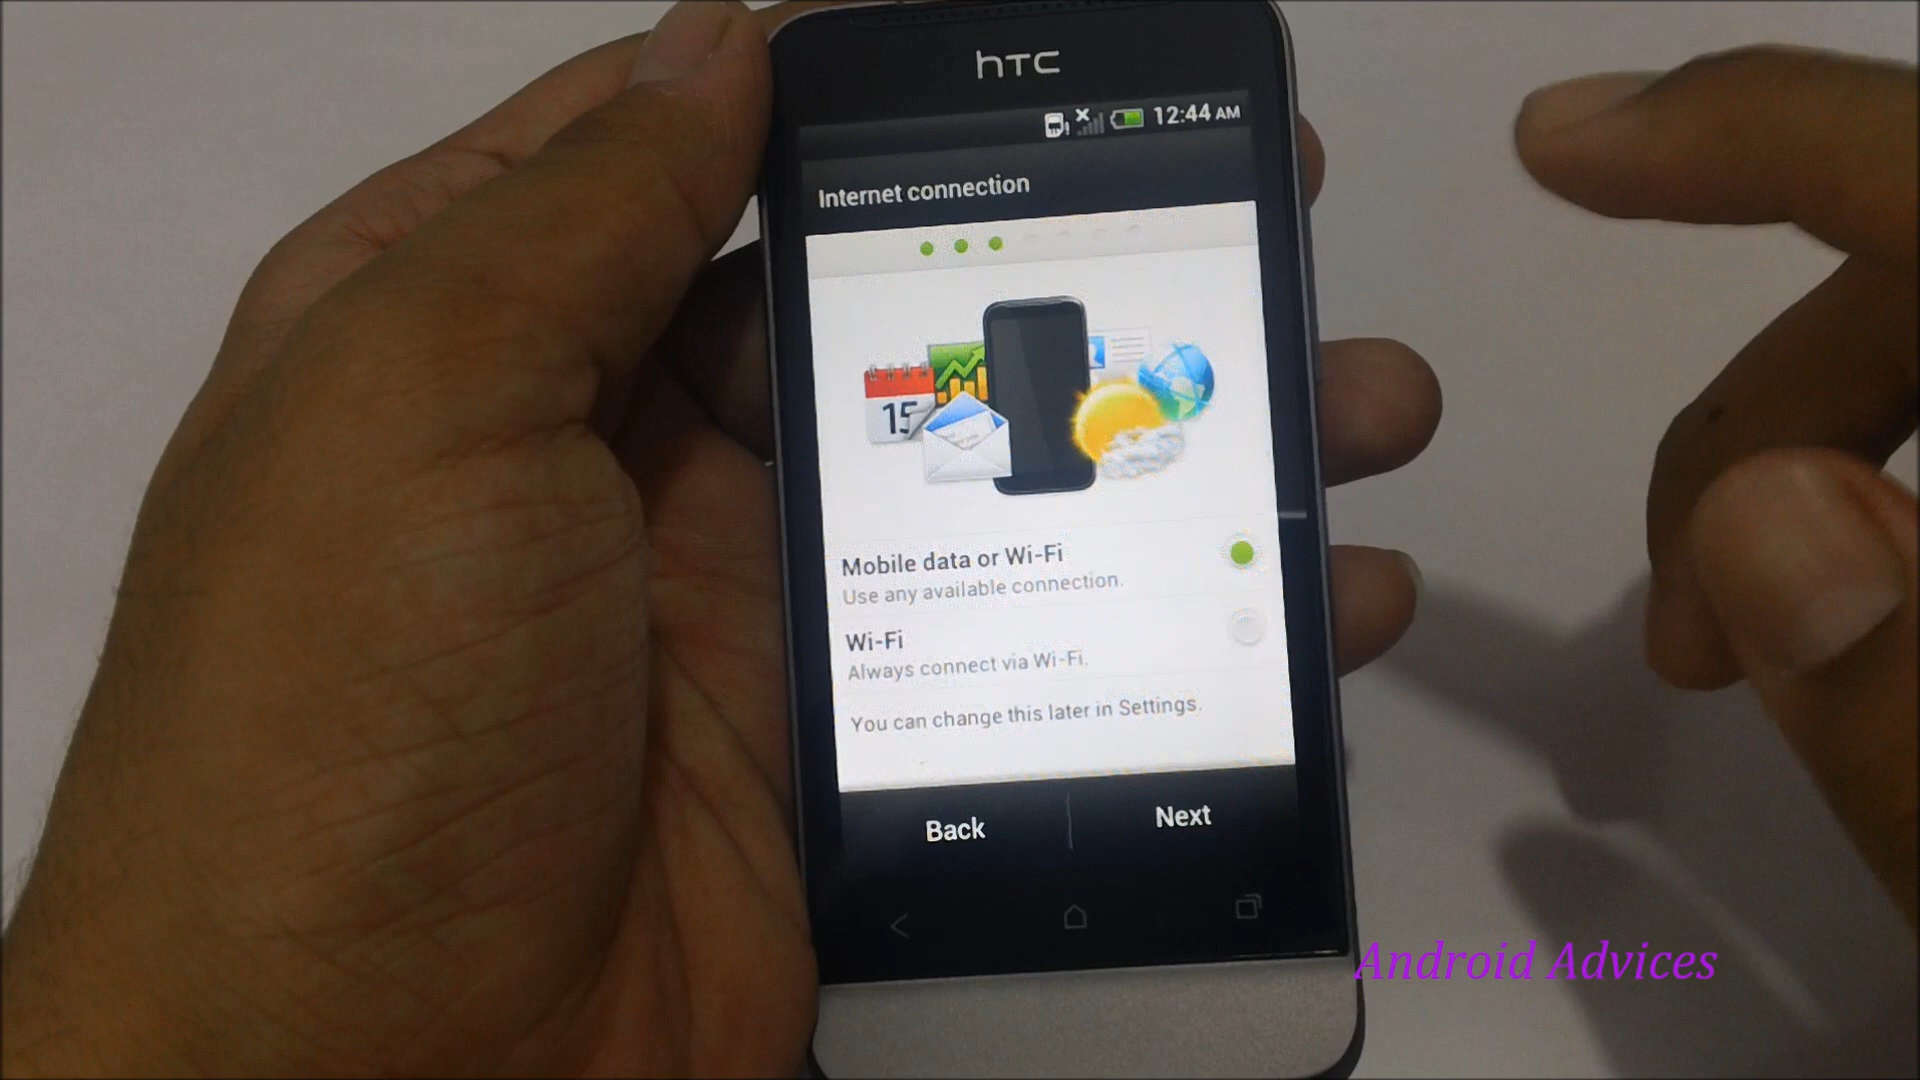 hTC
12:44 AM
Internet connection
15
Mobile data or Wi-Fi
Use any available connection.
Wi-Fi
Always connect via Wi-Fi.
You can change this later in Settings.
Back
Next
Android Advices